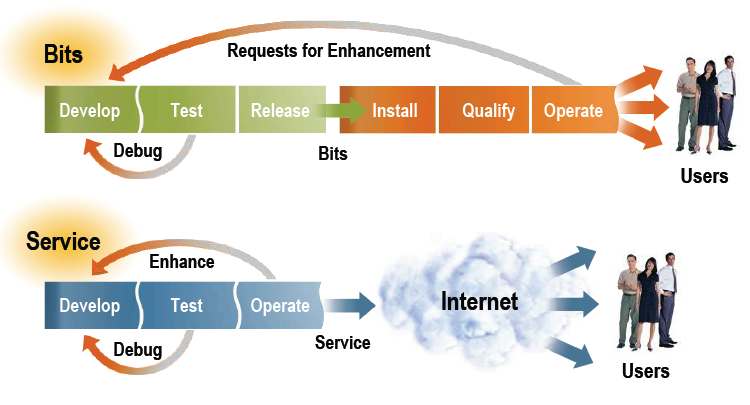 Bits
Requests for Enhancement
Develop
Test
Release
Install
Qualify
Operate
Debug
Bits
Users
Service
Enhance
Develop
Test
Operate
Internet
Debug
Service
Users